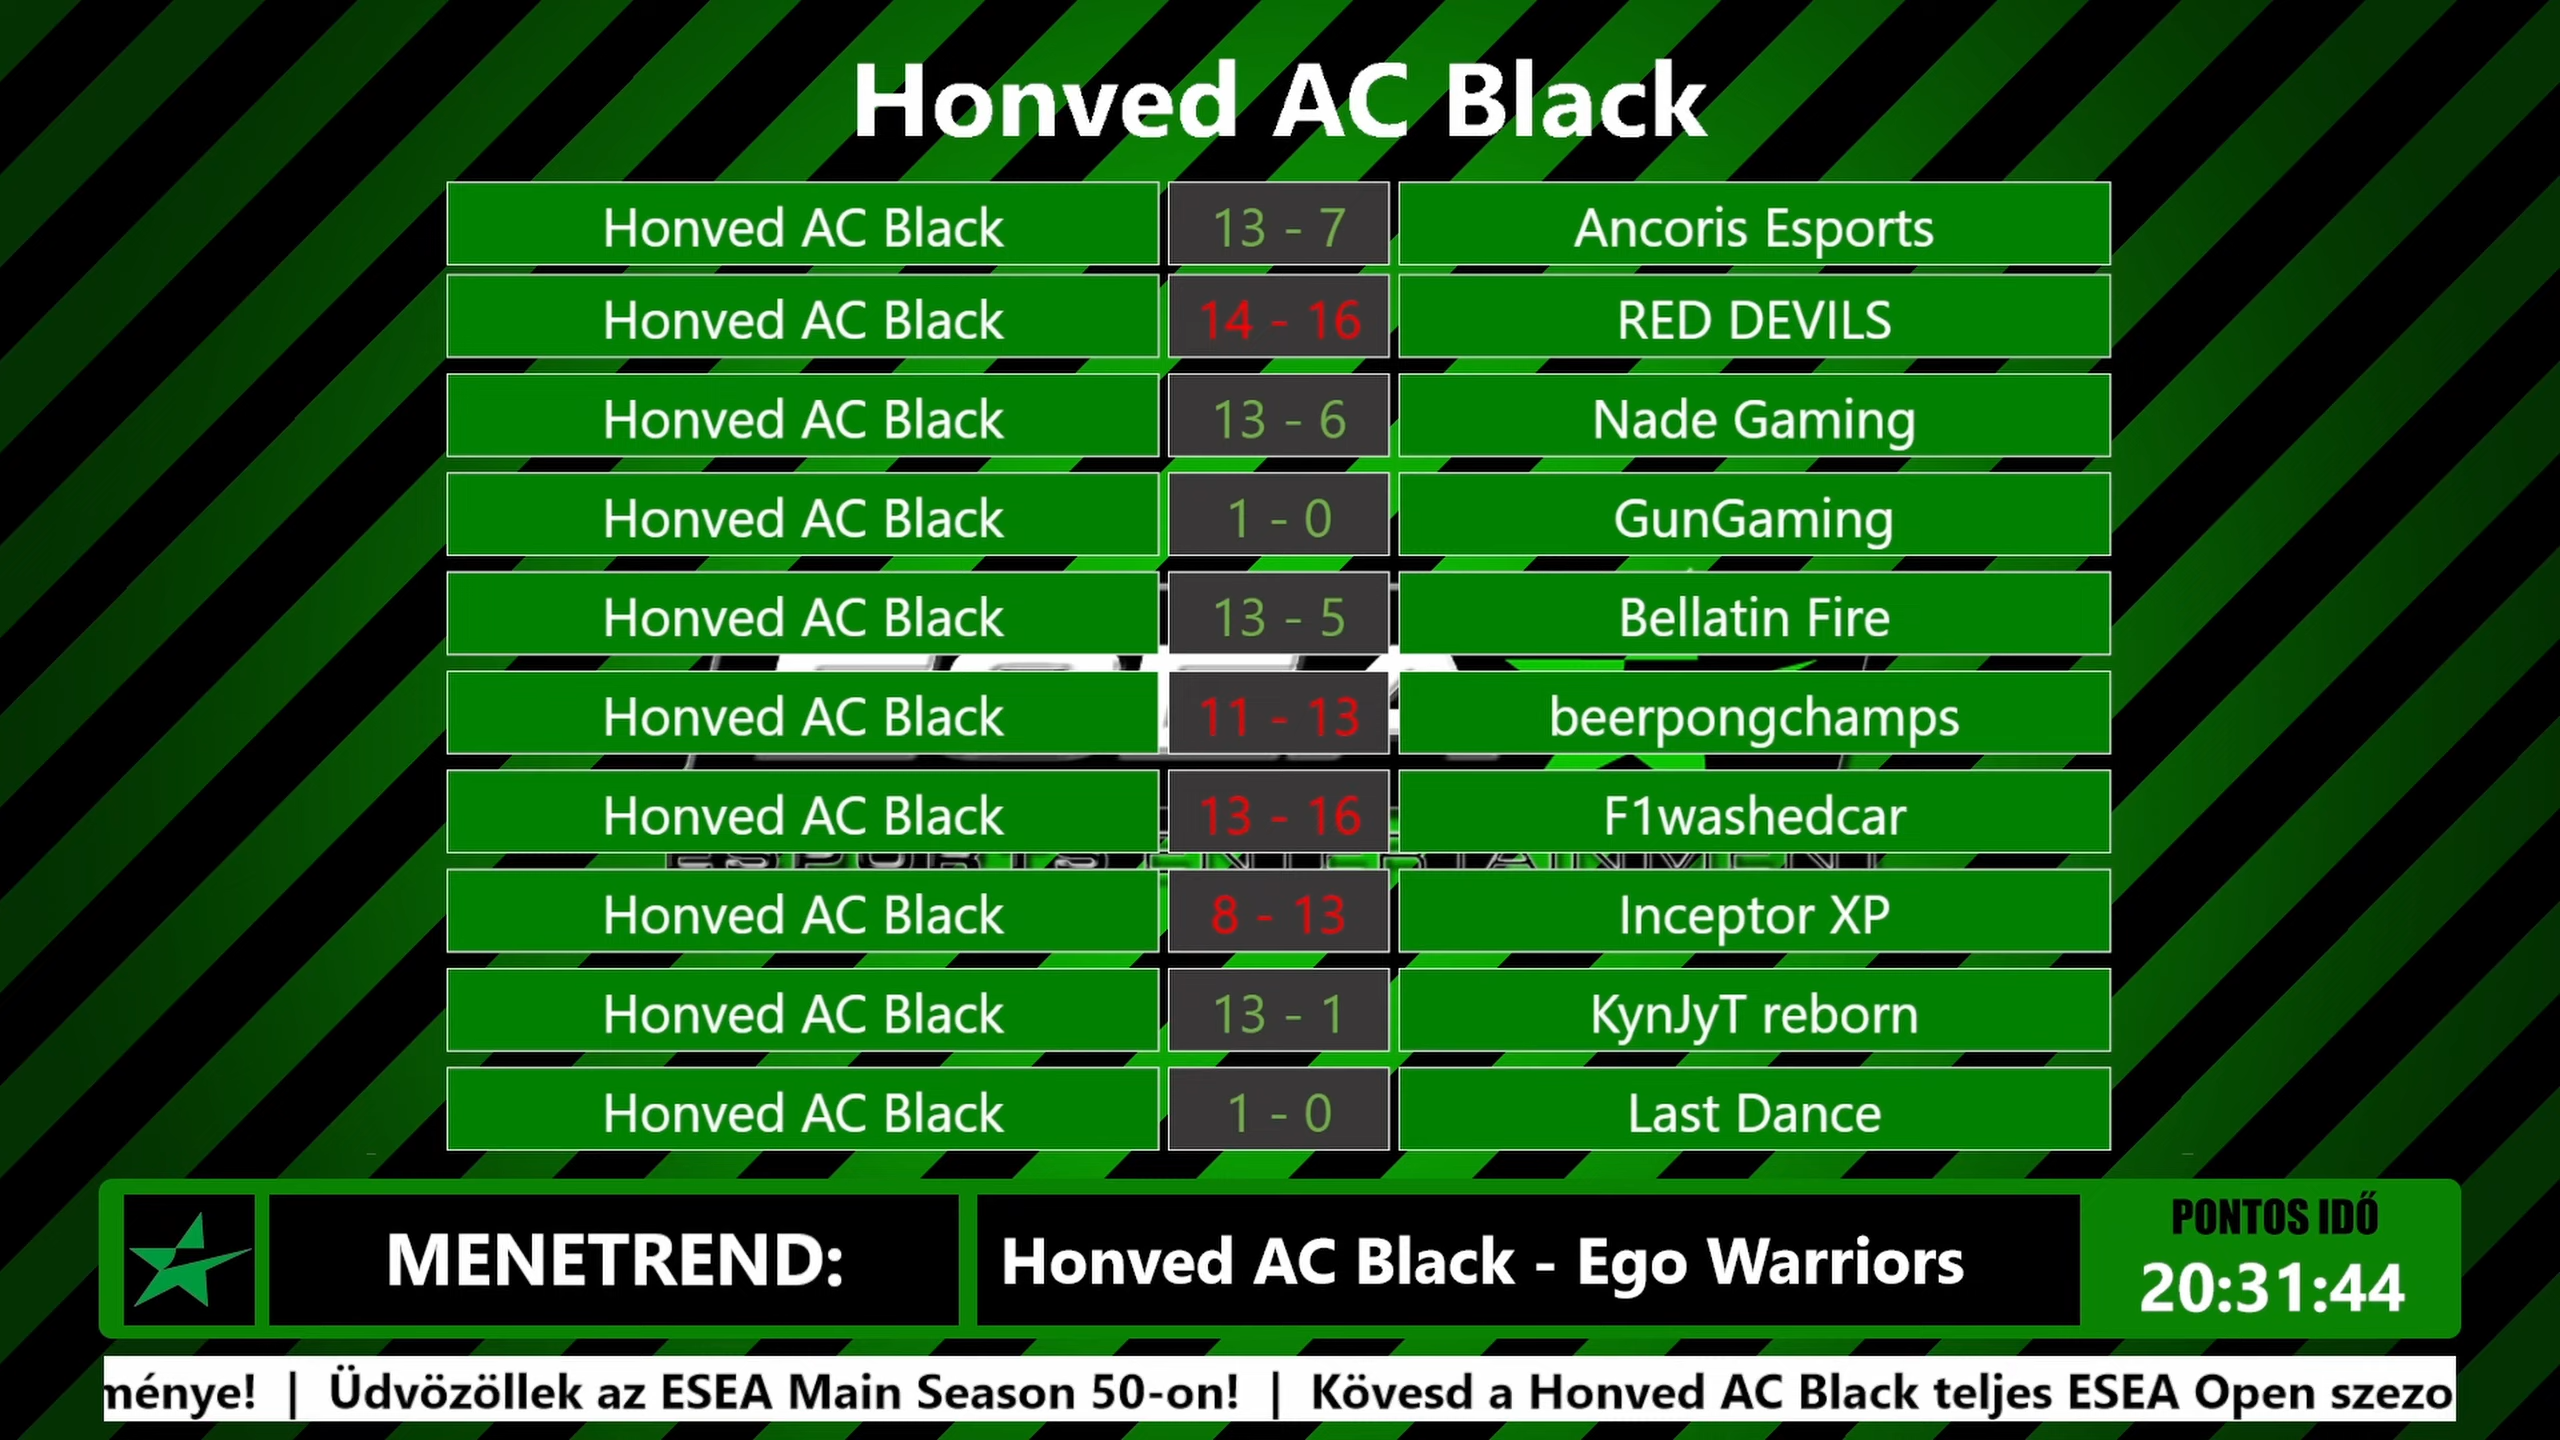 Honved AC Black
Honved AC Black 13 - 7 Ancoris Esports
Honved AC Black 14 - 16 RED DEVILS
Honved AC Black 13 - 6 Nade Gaming
Honved AC Black 1 - 0 GunGaming
Honved AC Black 13 - 5 Bellatin Fire
Honved AC Black 11 - 13 beerpongchamps
Honved AC Black 13 - 16 F1washedcar
ESPORTS ENTERTAINMENT
Honved AC Black 8 - 13 Inceptor XP
Honved AC Black 13 - 1 KynJyT reborn
Honved AC Black 1 - 0 Last Dance
MENETREND: Honved AC Black - Ego Warriors
PONTOS IDŐ
20:31:44
ménye! | Üdvözöllek az ESEA Main Season 50-on! | Kövesd a Honved AC Black teljes ESEA Open szezo